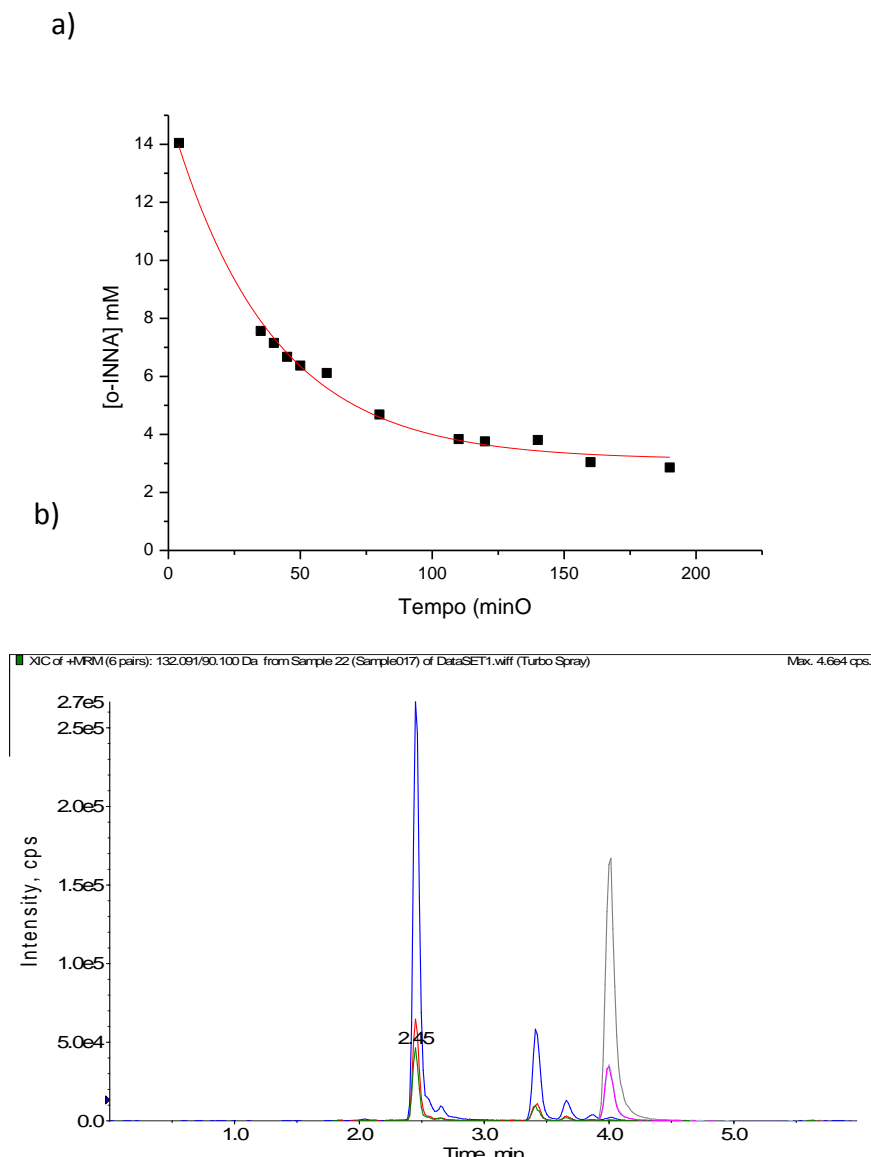 a)
14
12
10
8
6
4
2
0
[o-INNA] mM
0 50 100 150 200
Tempo (minO
b)
XIC of +MRM (6 pairs): 132.091/90.100 Da from Sample 22 (Sample017) of DataSET1.wiff (Turbo Spray) Max. 4.6e4 cps.
2.7e5
2.5e5
2.0e5
1.5e5
1.0e5
5.0e4
0.0
Intensity, cps
2.45
1.0 2.0 3.0 4.0 5.0
Time, min